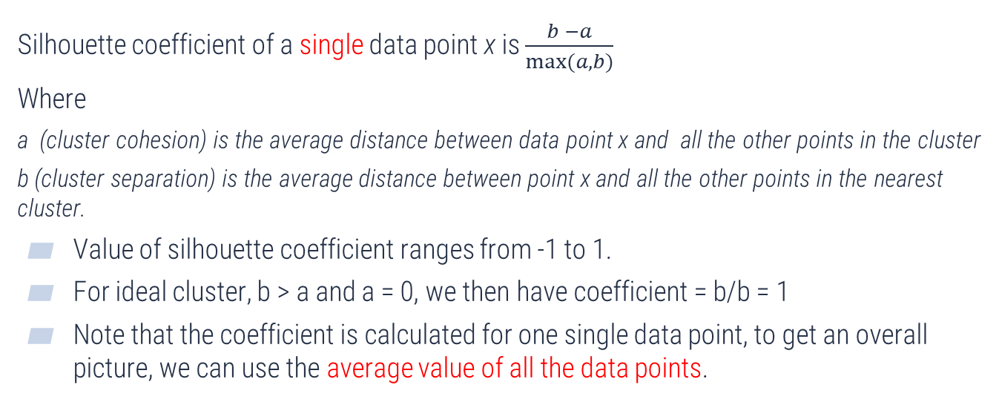 Silhouette coefficient of a single data point x is b −a / max(a,b)
Where
a (cluster cohesion) is the average distance between data point x and all the other points in the cluster
b (cluster separation) is the average distance between point x and all the other points in the nearest
cluster.
Value of silhouette coefficient ranges from -1 to 1.
For ideal cluster, b > a and a = 0, we then have coefficient = b/b = 1
Note that the coefficient is calculated for one single data point, to get an overall
picture, we can use the average value of all the data points.